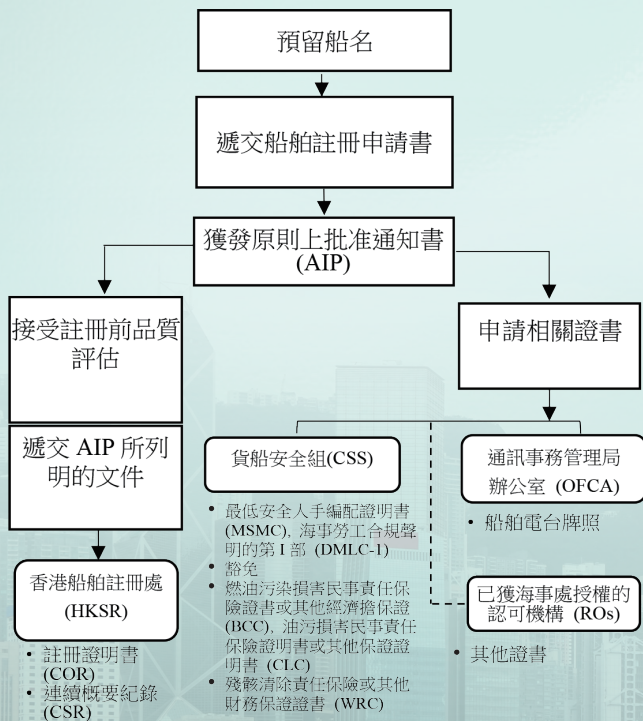 預留船名
遞交船舶註冊申請書
獲發原則上批准通知書
(AIP)
接受註冊前品質
評估
遞交 AIP 所列
明的文件
香港船舶註冊處
(HKSR)
• 註冊證明書
(COR)
• 連續概要紀錄
(CSR)
申請相關證書
貨船安全組(CSS)
• 最低安全人手編配證明書
(MSMC), 海事勞工合規聲
明的第 I 部 (DMLC-1)
• 豁免
• 燃油污染損害民事責任保
險證書或其他經濟擔保證
(BCC), 油污損害民事責任
保險證明書或其他保證證
明書 (CLC)
• 殘骸清除責任保險或其他
財務保證證書 (WRC)
通訊事務管理局
辦公室 (OFCA)
• 船舶電台牌照
已獲海事處授權的
認可機構 (ROs)
• 其他證書